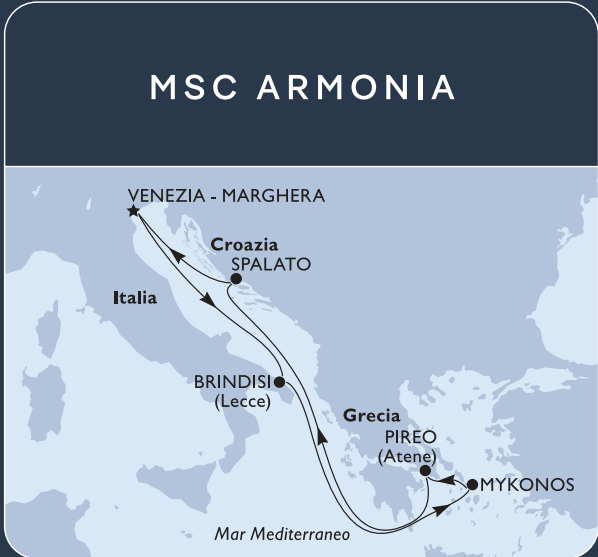 MSC ARMONIA
VENEZIA - MARGHERA
Croazia
SPALATO
Italia
BRINDISI
(Lecce)
Grecia
PIREO
(Atene)
MYKONOS
Mar Mediterraneo